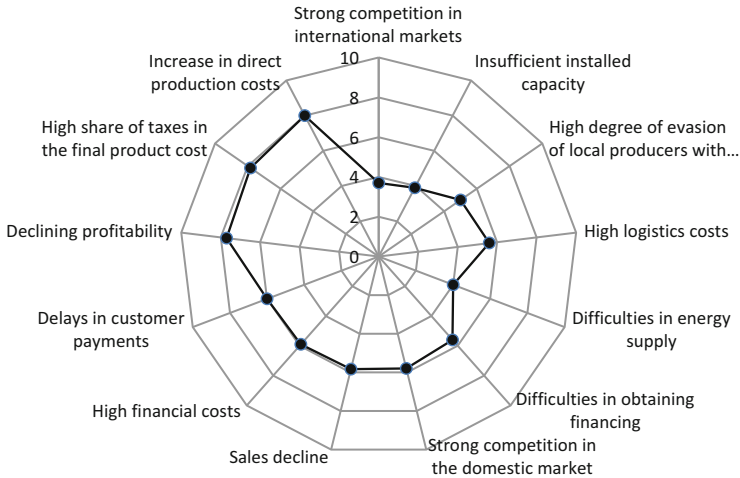 Strong competition in
international markets
Insufficient installed
capacity
High degree of evasion
of local producers with...
High logistics costs
Difficulties in energy
supply
Difficulties in obtaining
financing
Strong competition in
the domestic market
Sales decline
High financial costs
Delays in customer
payments
Declining profitability
High share of taxes in
the final product cost
Increase in direct
production costs
10
8
6
4
2
0